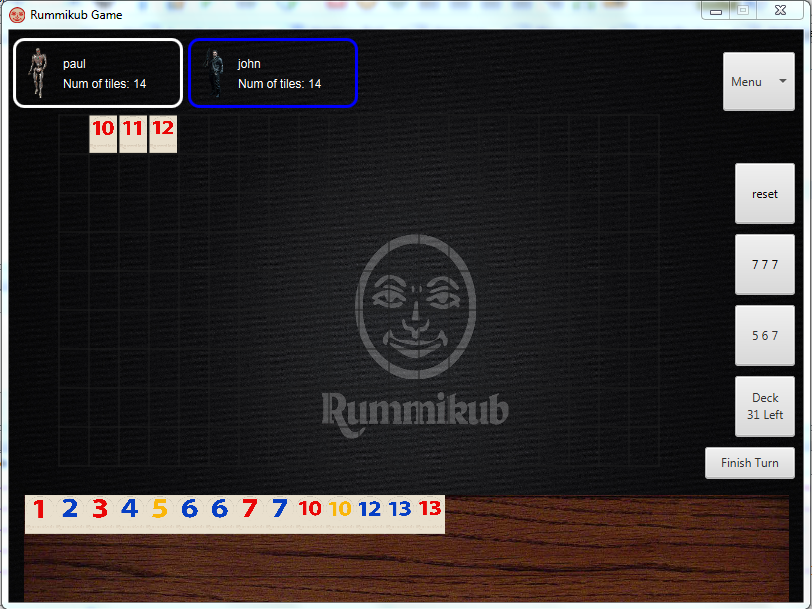 Rummikub Game
paul
Num of tiles: 14
john
Num of tiles: 14
Menu
10 11 12
reset
7 7 7
5 6 7
Deck
31 Left
Rummikub
Finish Turn
1 2 3 4 5 6 6 7 7 10 10 12 13 13